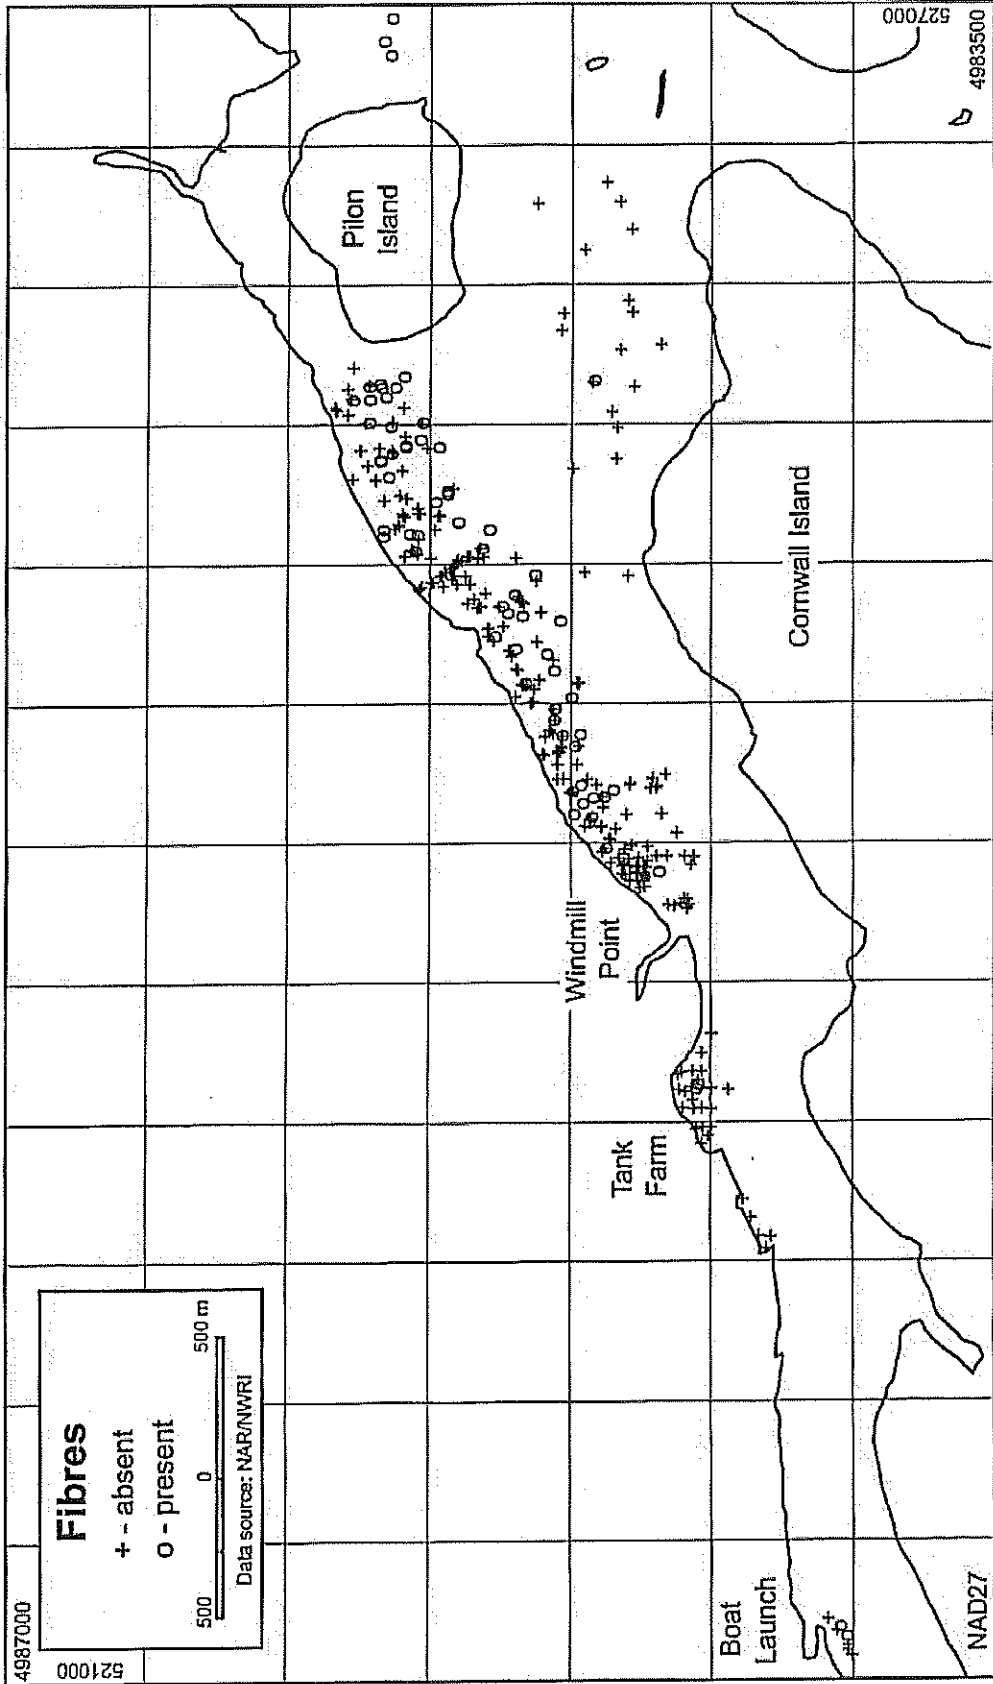 4987000
521000
Fibres
+ - absent
o - present
500 0 500 m
Data source: NAR/NWRI
Pilon
Island
Windmill
Point
Tank
Farm
Cornwall Island
Boat
Launch
NAD27
527000
4983500